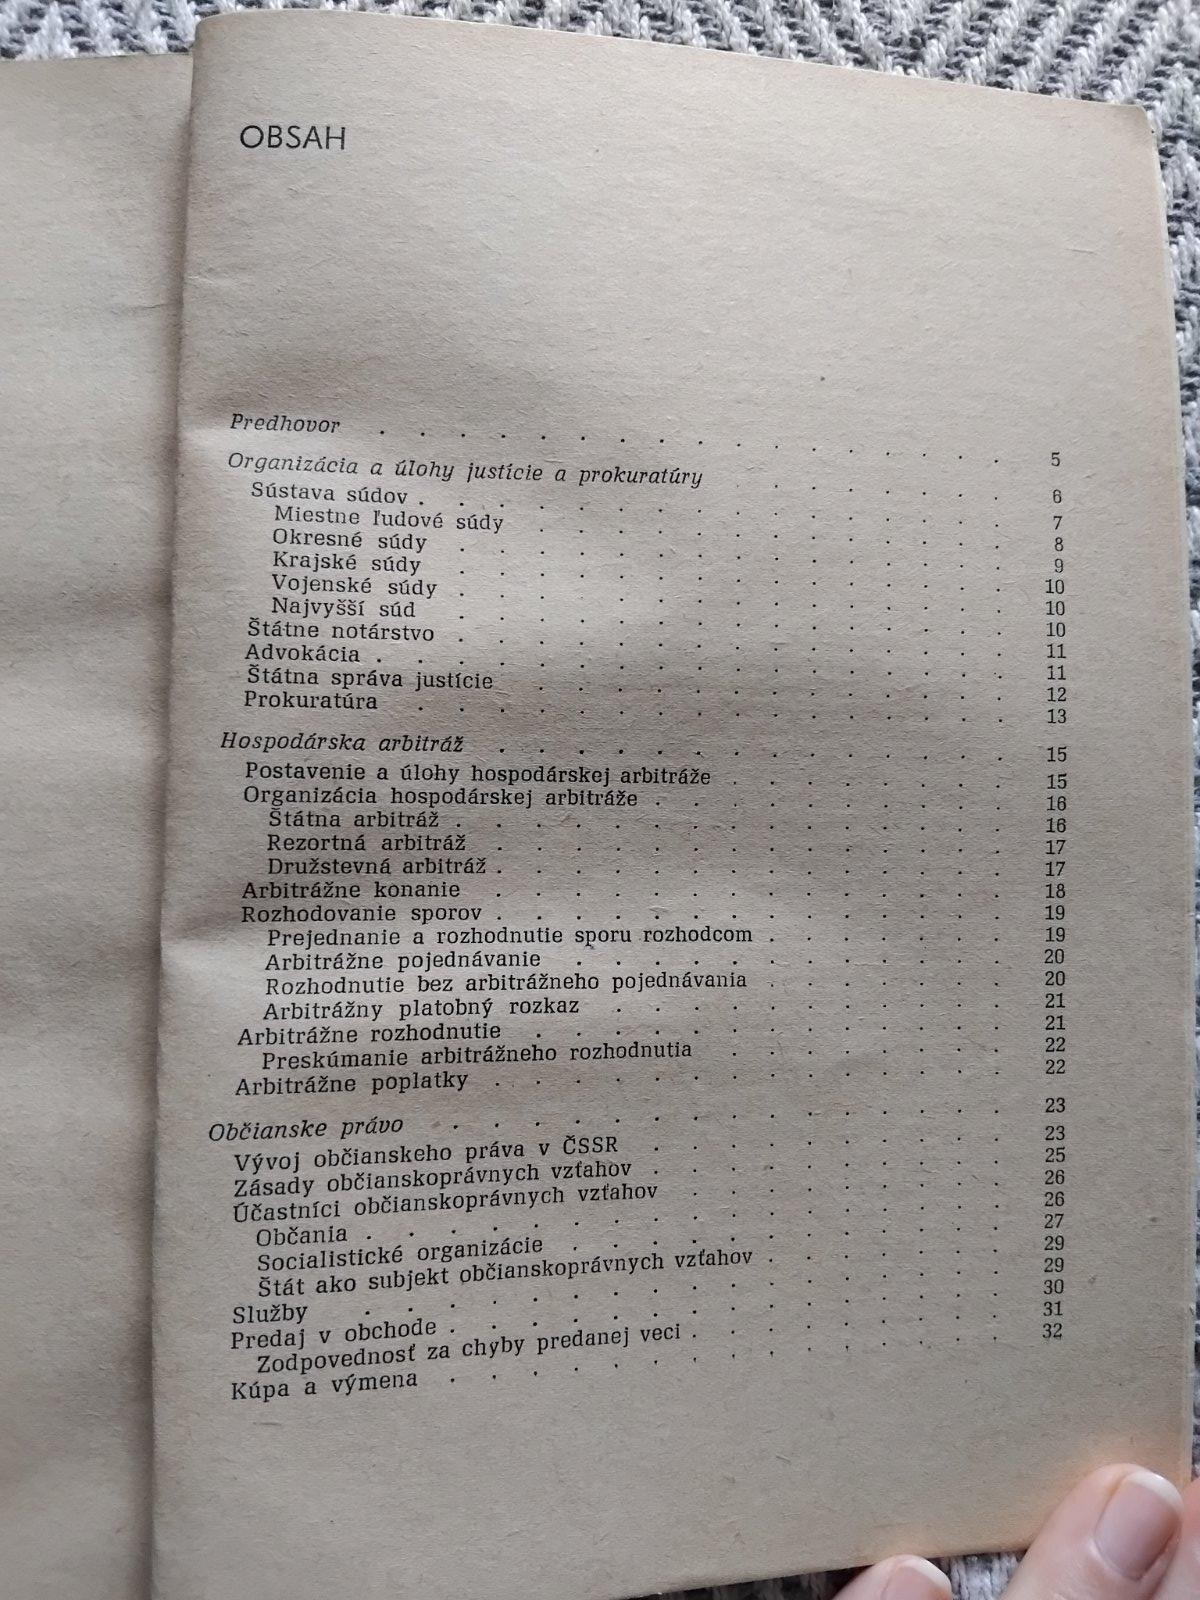 OBSAH
Predhovor . . . . . . . . . . . . . . . . 5
Organizácia a úlohy justície a prokuratúry . . . . . . . 6
Sústava súdov . . . . . . . . . . . . . . . 7
Miestne ľudové súdy . . . . . . . . . . . . 8
Okresné súdy . . . . . . . . . . . . . . 9
Krajské súdy . . . . . . . . . . . . . . 10
Vojenské súdy . . . . . . . . . . . . . . 10
Najvyšší súd . . . . . . . . . . . . . . 10
Štátne notárstvo . . . . . . . . . . . . . . 11
Advokácia . . . . . . . . . . . . . . . . 11
Štátna správa justície . . . . . . . . . . . . 12
Prokuratúra . . . . . . . . . . . . . . . 13
Hospodárska arbitráž . . . . . . . . . . . . . 15
Postavenie a úlohy hospodárskej arbitráže . . . . . . . 15
Organizácia hospodárskej arbitráže . . . . . . . . . 16
Štátna arbitráž . . . . . . . . . . . . . . 16
Rezortná arbitráž . . . . . . . . . . . . . 17
Družstevná arbitráž . . . . . . . . . . . . . 17
Arbitrážne konanie . . . . . . . . . . . . . 18
Rozhodovanie sporov . . . . . . . . . . . . . 19
Prejednanie a rozhodnutie sporu rozhodcom . . . . . . 19
Arbitrážne pojednávanie . . . . . . . . . . . 20
Rozhodnutie bez arbitrážneho pojednávania . . . . . . 20
Arbitrážny platobný rozkaz . . . . . . . . . . 21
Arbitrážne rozhodnutie . . . . . . . . . . . . 21
Preskúmanie arbitrážneho rozhodnutia . . . . . . . 22
Arbitrážne poplatky . . . . . . . . . . . . . 22
Občianske právo . . . . . . . . . . . . . . 23
Vývoj občianskeho práva v ČSSR . . . . . . . . . 23
Zásady občianskoprávnych vzťahov . . . . . . . . . 25
Účastníci občianskoprávnych vzťahov . . . . . . . . 26
Občania . . . . . . . . . . . . . . . . 26
Socialistické organizácie . . . . . . . . . . . 27
Štát ako subjekt občianskoprávnych vzťahov . . . . . . 29
Služby . . . . . . . . . . . . . . . . 29
Predaj v obchode . . . . . . . . . . . . . . 30
Zodpovednosť za chyby predanej veci . . . . . . . . 31
Kúpa a výmena . . . . . . . . . . . . . . 32